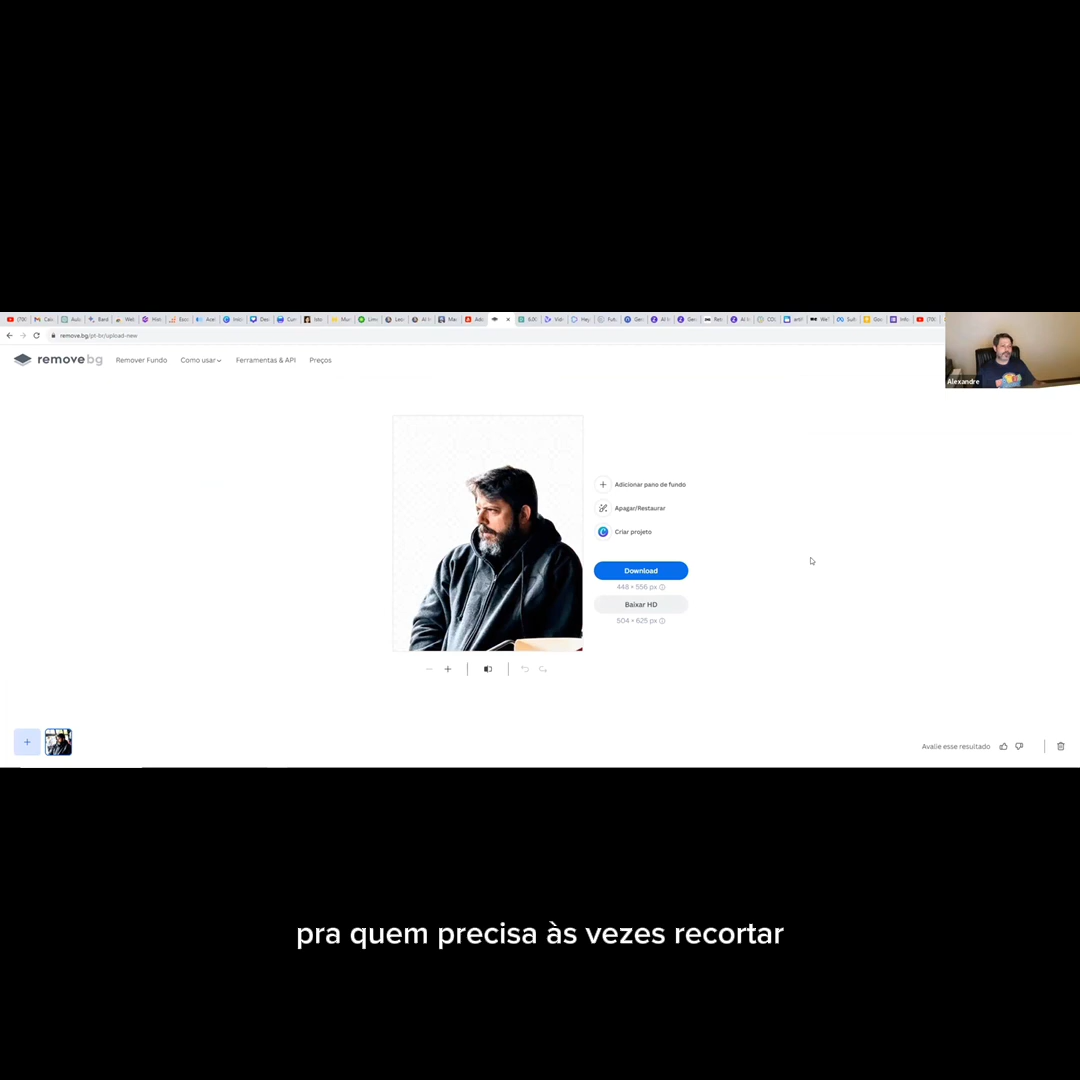 remove.bg/pt-br/upload-new
removebg
Remover Fundo
Como usar
Ferramentas & API
Preços
Alexandre
Adicionar pano de fundo
Apagar/Restaurar
Criar projeto
Download
448 × 556 px
Baixar HD
504 × 625 px
Avalie esse resultado
pra quem precisa às vezes recortar